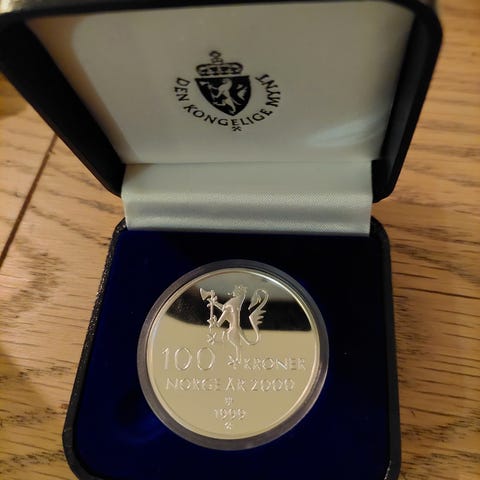 DEN KONGELIGE MYNT
100 KRONER
NORGE ÅR 2000
1999